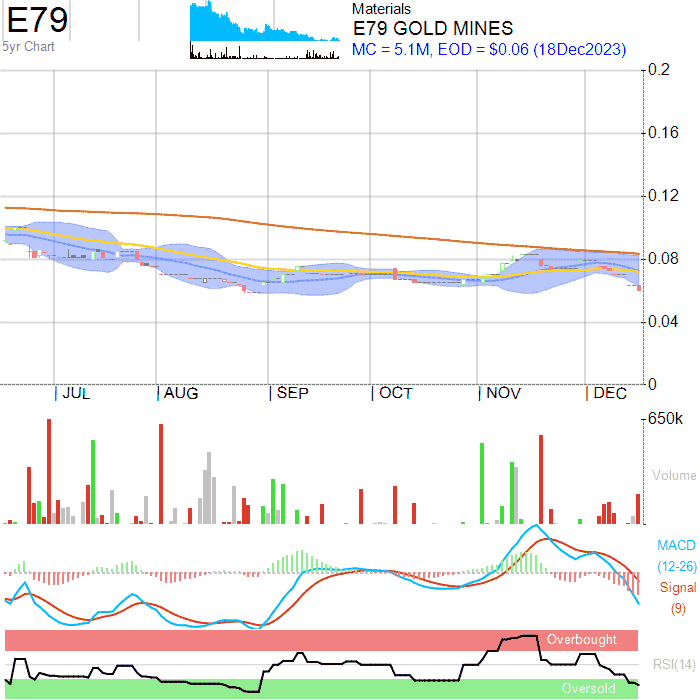 E79
5yr Chart
Materials
E79 GOLD MINES
MC = 5.1M, EOD = $0.06 (18Dec2023)
0.2
0.16
0.12
0.08
0.04
0
JUL AUG SEP OCT NOV DEC
650k
Volume
MACD
(12-26)
Signal
(9)
Overbought
RSI(14)
Oversold